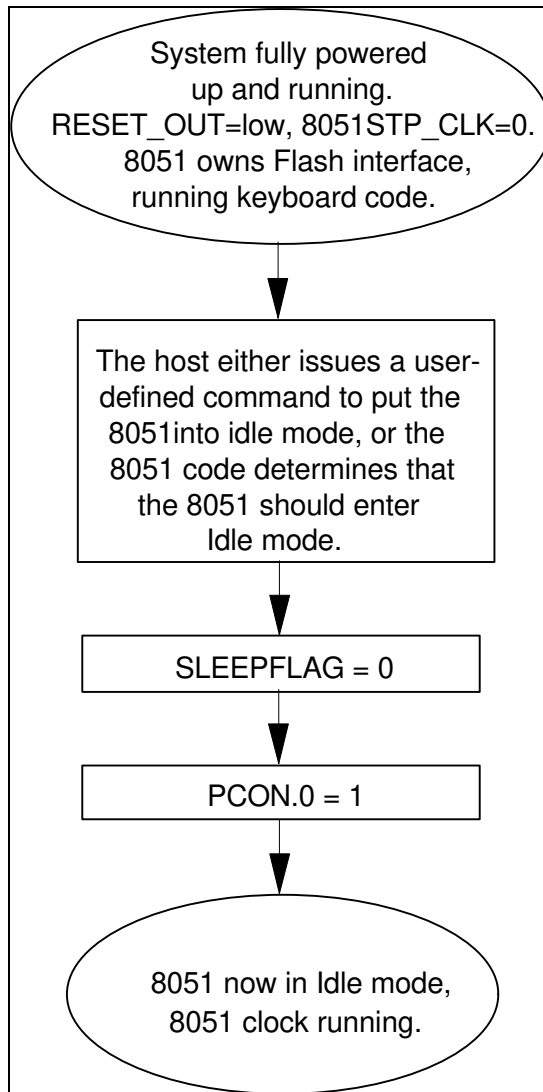 System fully powered
up and running.
RESET_OUT=low, 8051STP_CLK=0.
8051 owns Flash interface,
running keyboard code.
The host either issues a user-
defined command to put the
8051into idle mode, or the
8051 code determines that
the 8051 should enter
Idle mode.
SLEEPFLAG = 0
PCON.0 = 1
8051 now in Idle mode,
8051 clock running.